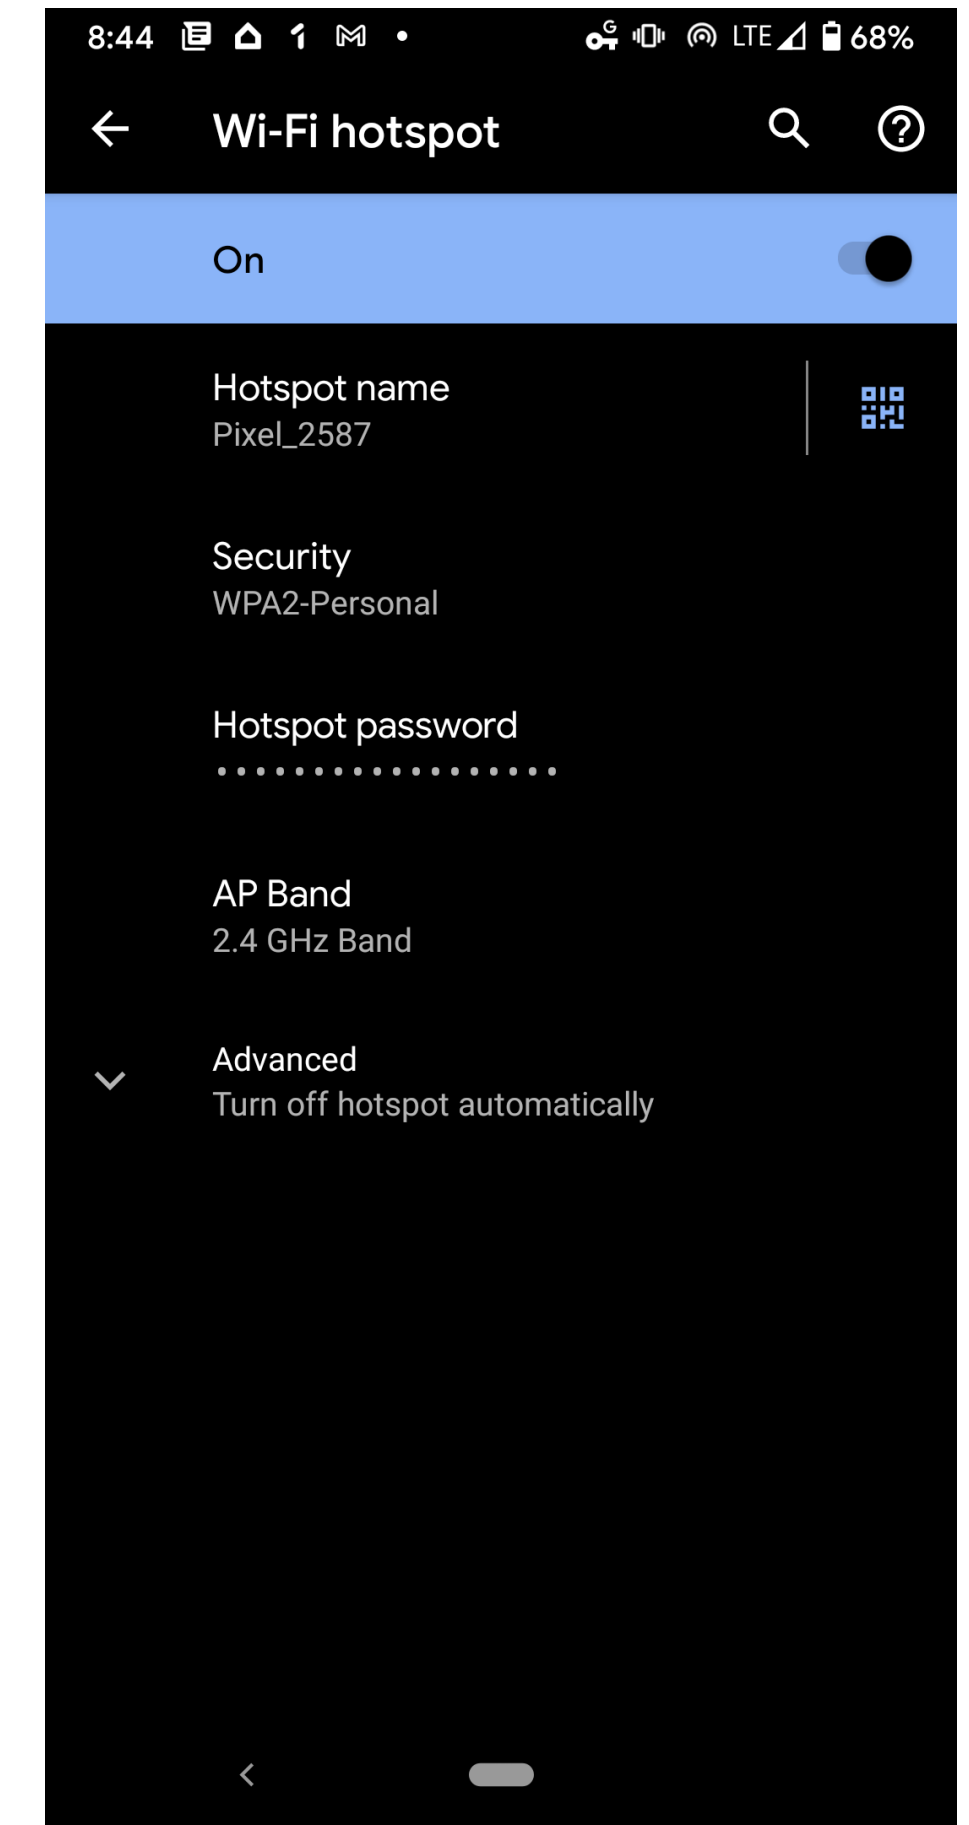 8:44 LTE 68%
Wi-Fi hotspot
On
Hotspot name
Pixel_2587
Security
WPA2-Personal
Hotspot password
••••••••••••••••••
AP Band
2.4 GHz Band
Advanced
Turn off hotspot automatically